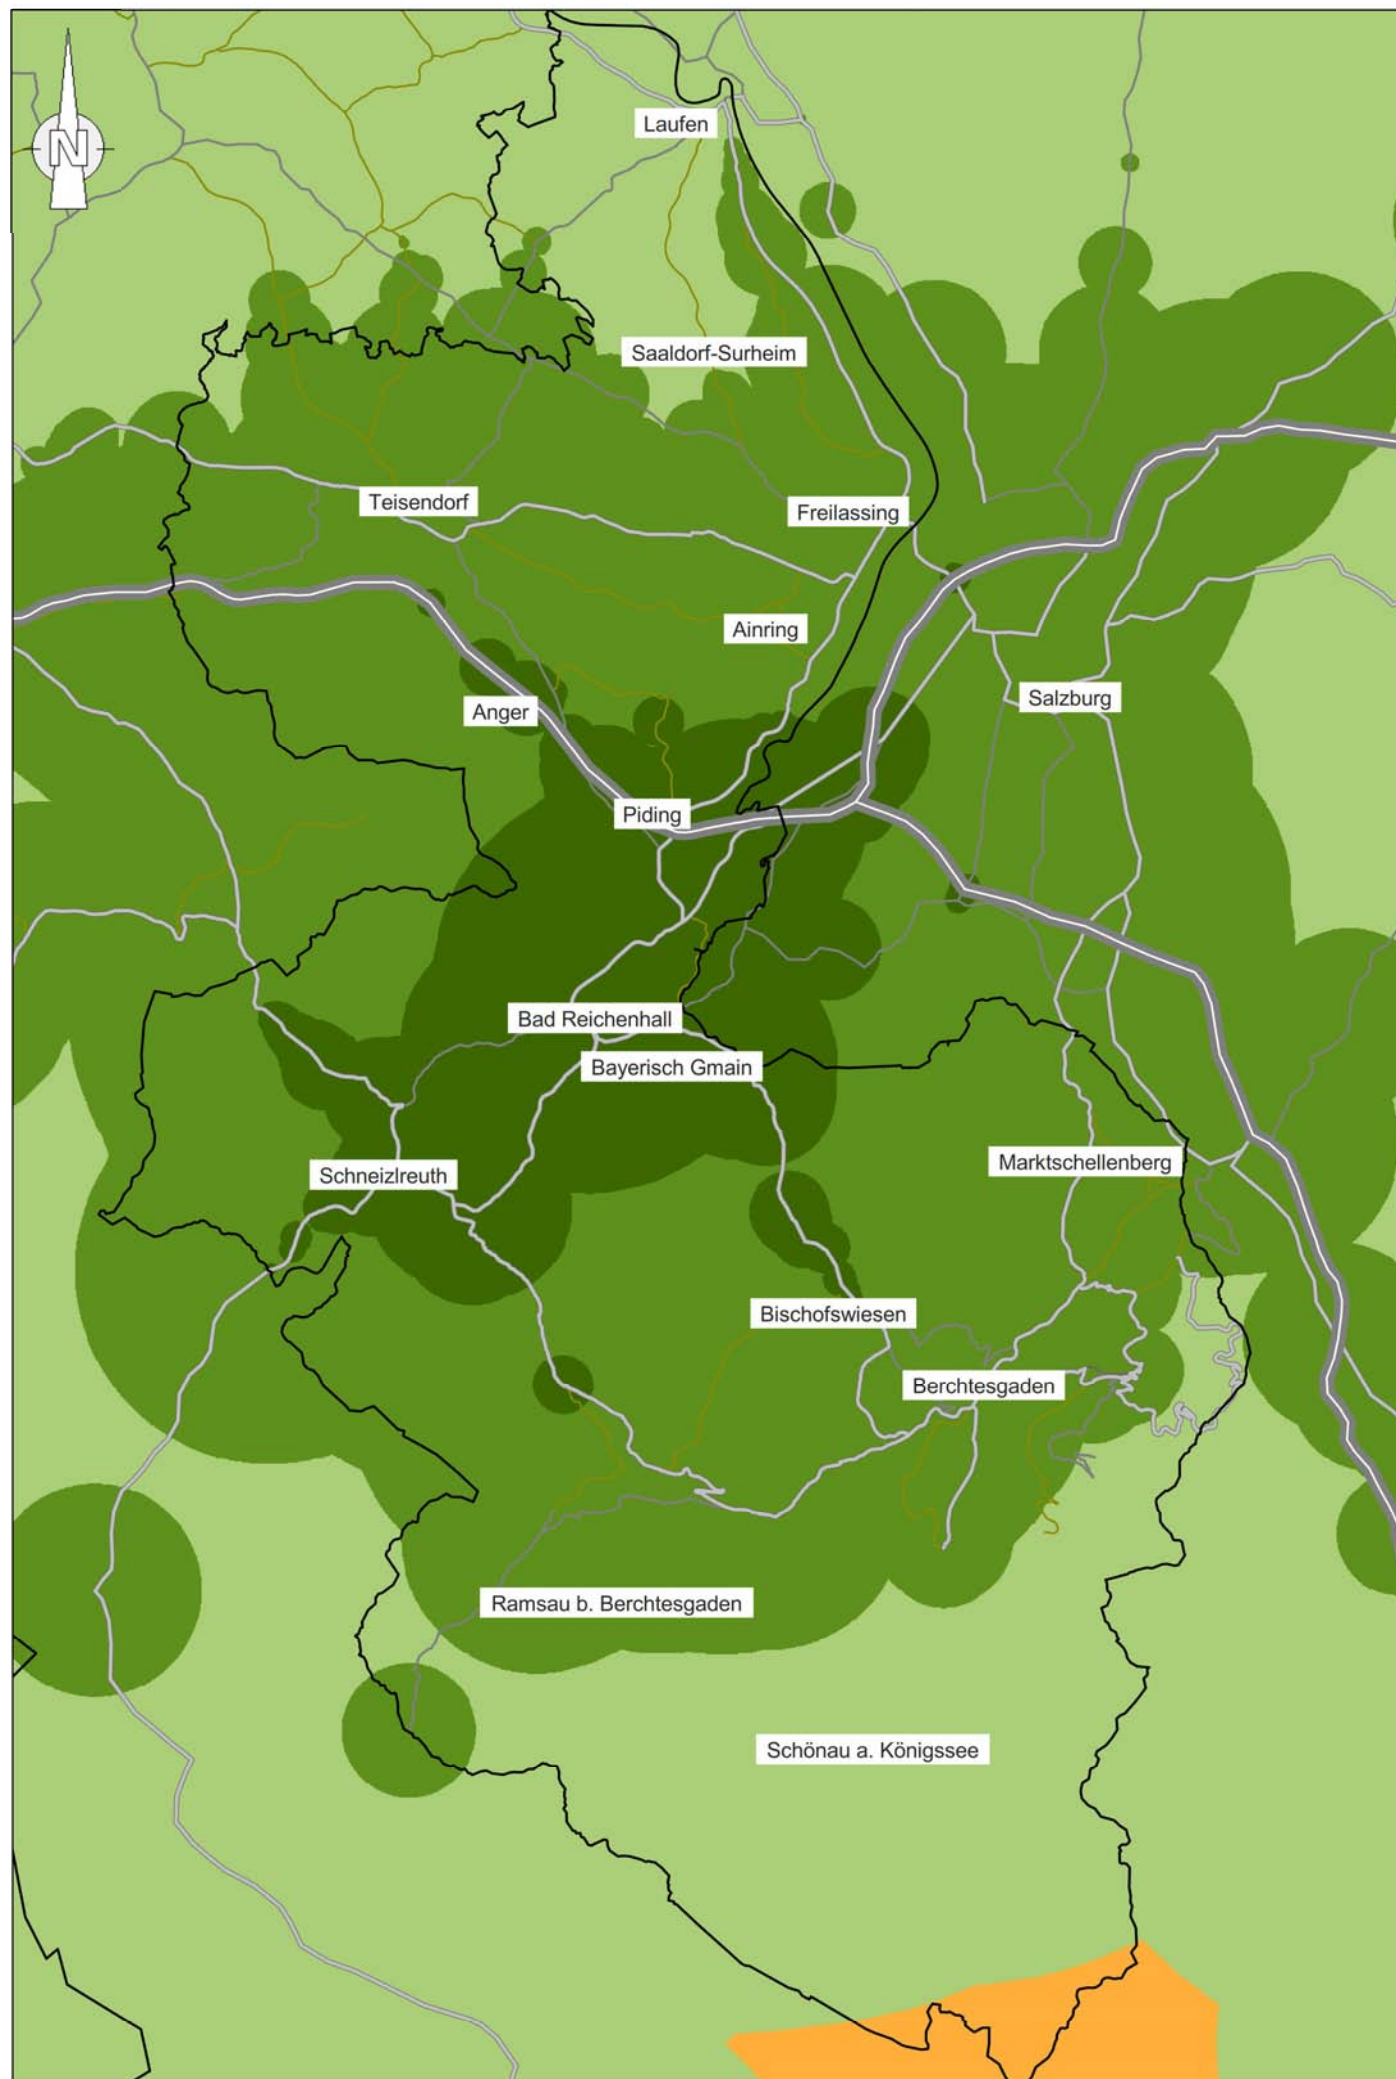 N
Laufen
Saaldorf-Surheim
Teisendorf
Freilassing
Ainring
Salzburg
Anger
Piding
Bad Reichenhall
Bayerisch Gmain
Marktschellenberg
Schneizlreuth
Bischofswiesen
Berchtesgaden
Ramsau b. Berchtesgaden
Schönau a. Königssee